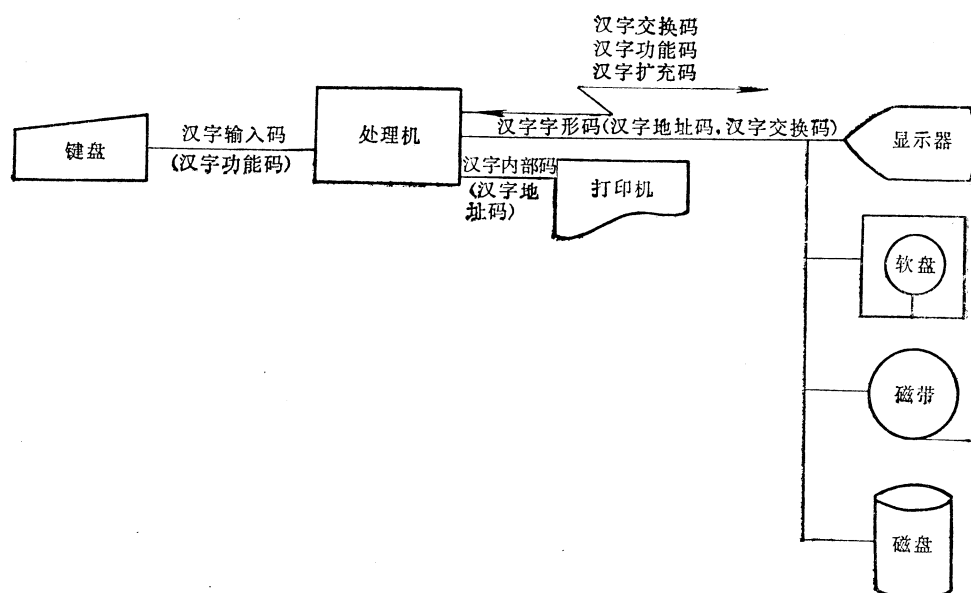 汉字交换码
汉字功能码
汉字扩充码
键盘
汉字输入码
(汉字功能码)
处理机
汉字字形码(汉字地址码,汉字交换码)
显示器
汉字内部码
(汉字地
址码)
打印机
软盘
磁带
磁盘